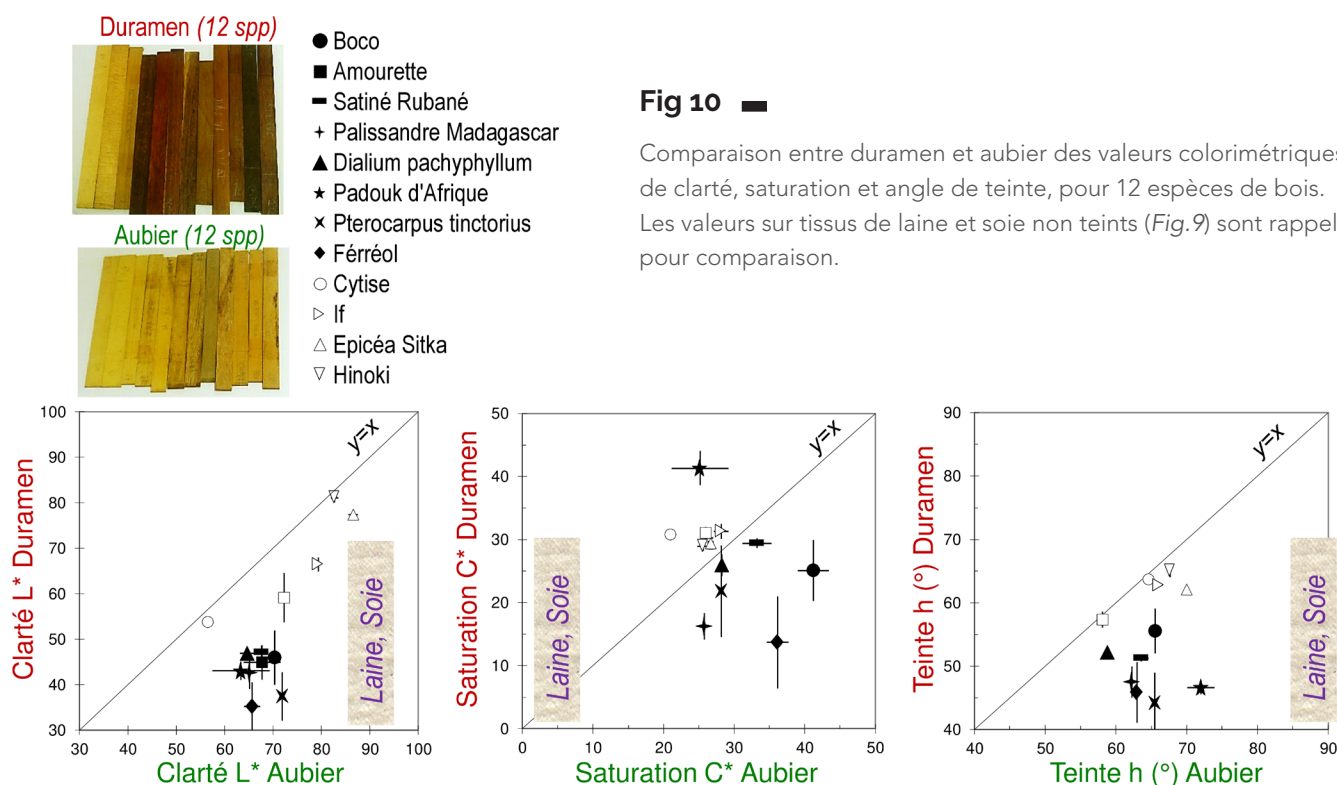 Duramen (12 spp)
Aubier (12 spp)
Boco
Amourette
Satiné Rubané
Palissandre Madagascar
Dialium pachyphyllum
Padouk d'Afrique
Pterocarpus tinctorius
Férréol
Cytise
If
Epicéa Sitka
Hinoki
Fig 10
Comparaison entre duramen et aubier des valeurs colorimétriques
de clarté, saturation et angle de teinte, pour 12 espèces de bois.
Les valeurs sur tissus de laine et soie non teints (Fig.9) sont rappel
pour comparaison.
Clarté L* Duramen
100
90
80
70
60
50
40
30
y=x
Laine, Soie
30 40 50 60 70 80 90 100
Clarté L* Aubier
Saturation C* Duramen
50
40
30
20
10
0
y=x
Laine, Soie
0 10 20 30 40 50
Saturation C* Aubier
Teinte h (°) Duramen
90
80
70
60
50
40
y=x
Laine, Soie
40 50 60 70 80 90
Teinte h (°) Aubier